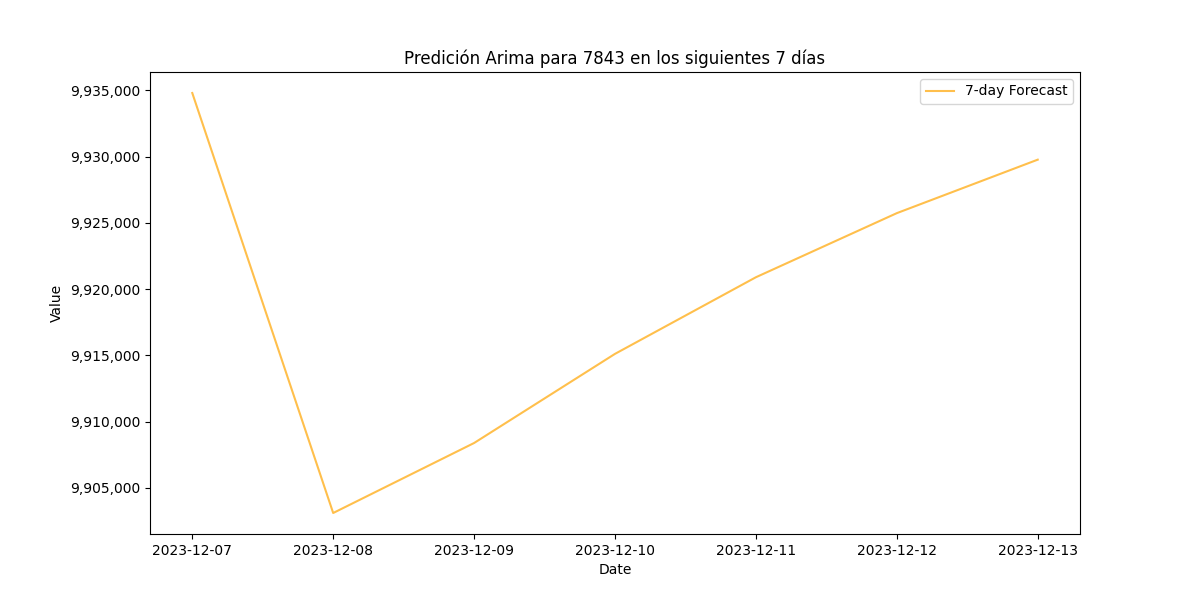 Predición Arima para 7843 en los siguientes 7 días
7-day Forecast
Value
9,935,000
9,930,000
9,925,000
9,920,000
9,915,000
9,910,000
9,905,000
2023-12-07 2023-12-08 2023-12-09 2023-12-10 2023-12-11 2023-12-12 2023-12-13
Date